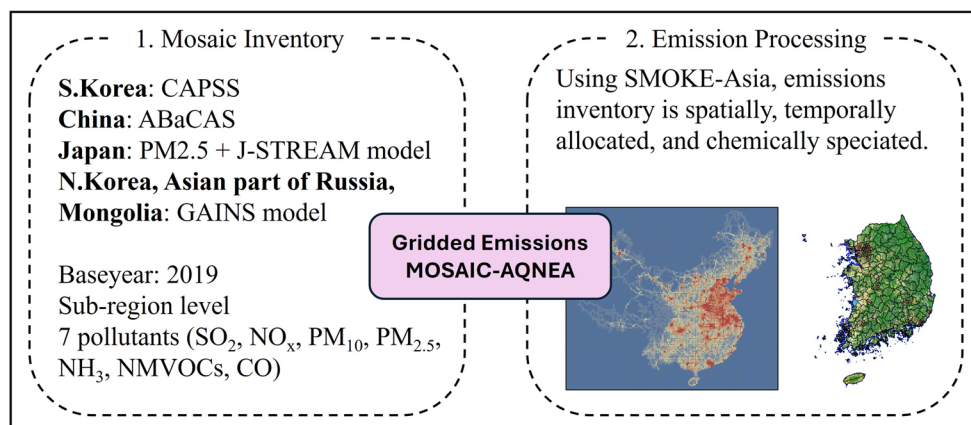 1. Mosaic Inventory
S.Korea: CAPSS
China: ABaCAS
Japan: PM2.5 + J-STREAM model
N.Korea, Asian part of Russia,
Mongolia: GAINS model
Baseyear: 2019
Sub-region level
7 pollutants (SO₂, NOₓ, PM₁₀, PM₂.₅,
NH₃, NMVOCs, CO)
Gridded Emissions
MOSAIC-AQNEA
2. Emission Processing
Using SMOKE-Asia, emissions
inventory is spatially, temporally
allocated, and chemically speciated.